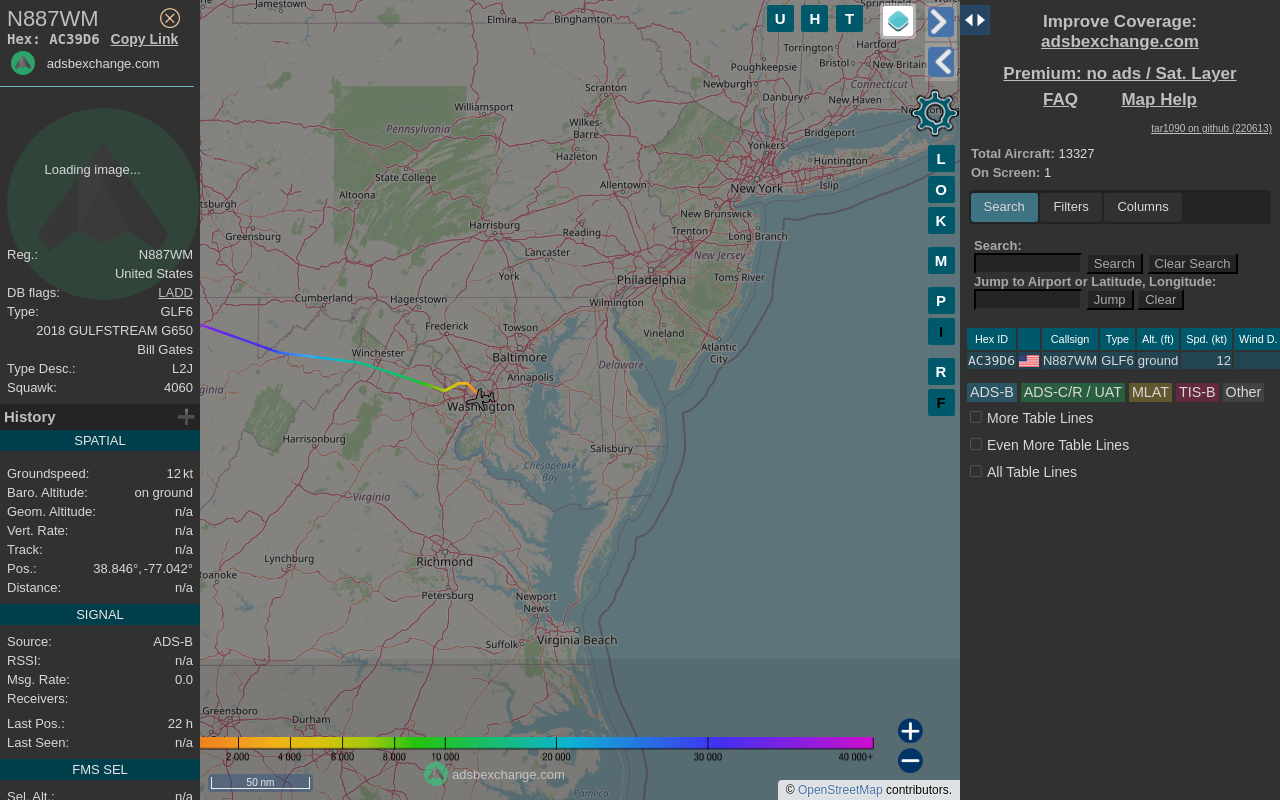 N887WM
Hex: AC39D6 Copy Link
adsbexchange.com
Loading image...
Reg.: N887WM
United States
DB flags: LADD
Type: GLF6
2018 GULFSTREAM G650
Bill Gates
Type Desc.: L2J
Squawk: 4060
History
SPATIAL
Groundspeed: 12 kt
Baro. Altitude: on ground
Geom. Altitude: n/a
Vert. Rate: n/a
Track: n/a
Pos.: 38.846°, -77.042°
Distance: n/a
SIGNAL
Source: ADS-B
RSSI: n/a
Msg. Rate: 0.0
Receivers:
Last Pos.: 22 h
Last Seen: n/a
FMS SEL
Sel. Alt.: n/a
Jamestown
Elmira
Binghamton
Torrington
Hartford
Bristol
New Britain
Poughkeepsie
Newburgh
Connecticut
Scranton
Danbury
New Haven
Williamsport
Pennsylvania
Wilkes-
Barre
Bridgeport
Yonkers
Hazleton
Huntington
State College
Allentown
New York
Islip
Altoona
tsburgh
New Brunswick
Harrisburg
Reading
Trenton
Long Branch
Greensburg
Lancaster
New Jersey
York
Philadelphia
Toms River
Cumberland
Hagerstown
Wilmington
Frederick
Towson
Vineland
Winchester
Baltimore
Atlantic
City
Annapolis
Delaware
ginia
Washington
Harrisonburg
Salisbury
Chesapeake
Bay
Virginia
Lynchburg
Richmond
Roanoke
Petersburg
Newport
News
Suffolk
Virginia Beach
Greensboro
Durham
Pamlico
2 000
4 000
6 000
8 000
10 000
20 000
30 000
40 000+
adsbexchange.com
50 nm
© OpenStreetMap contributors.
U H T
L
O
K
M
P
I
R
F
Improve Coverage:
adsbexchange.com
Premium: no ads / Sat. Layer
FAQ Map Help
tar1090 on github (220613)
Total Aircraft: 13327
On Screen: 1
Search Filters Columns
Search:
Search Clear Search
Jump to Airport or Latitude, Longitude:
Jump Clear
Hex ID Callsign Type Alt. (ft) Spd. (kt) Wind D.
AC39D6 N887WM GLF6 ground 12
ADS-B ADS-C/R / UAT MLAT TIS-B Other
More Table Lines
Even More Table Lines
All Table Lines